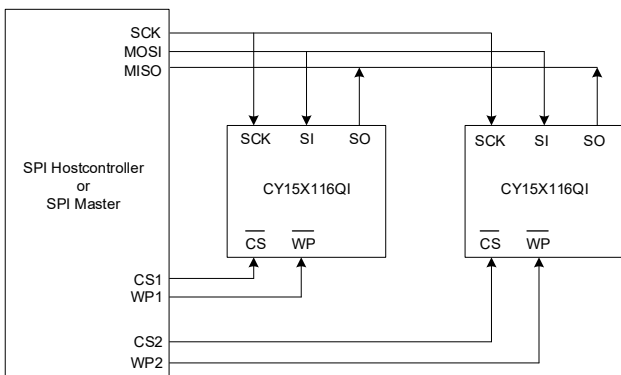 SCK
MOSI
MISO
SCK SI SO
SCK SI SO
SPI Hostcontroller
or
SPI Master
CY15X116QI
CY15X116QI
CS WP
CS WP
CS1
WP1
CS2
WP2